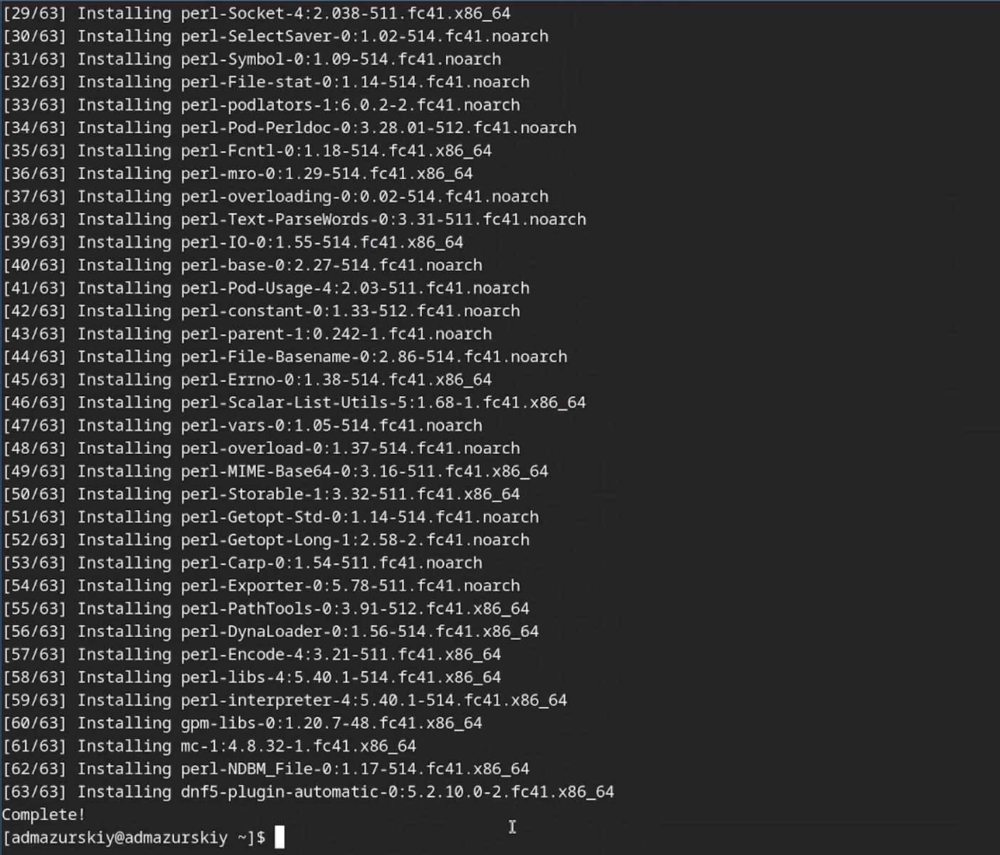 [29/63] Installing perl-Socket-4:2.038-511.fc41.x86_64
[30/63] Installing perl-SelectSaver-0:1.02-514.fc41.noarch
[31/63] Installing perl-Symbol-0:1.09-514.fc41.noarch
[32/63] Installing perl-File-stat-0:1.14-514.fc41.noarch
[33/63] Installing perl-podlators-1:6.0.2-2.fc41.noarch
[34/63] Installing perl-Pod-Perldoc-0:3.28.01-512.fc41.noarch
[35/63] Installing perl-Fcntl-0:1.18-514.fc41.x86_64
[36/63] Installing perl-mro-0:1.29-514.fc41.x86_64
[37/63] Installing perl-overloading-0:0.02-514.fc41.noarch
[38/63] Installing perl-Text-ParseWords-0:3.31-511.fc41.noarch
[39/63] Installing perl-IO-0:1.55-514.fc41.x86_64
[40/63] Installing perl-base-0:2.27-514.fc41.noarch
[41/63] Installing perl-Pod-Usage-4:2.03-511.fc41.noarch
[42/63] Installing perl-constant-0:1.33-512.fc41.noarch
[43/63] Installing perl-parent-1:0.242-1.fc41.noarch
[44/63] Installing perl-File-Basename-0:2.86-514.fc41.noarch
[45/63] Installing perl-Errno-0:1.38-514.fc41.x86_64
[46/63] Installing perl-Scalar-List-Utils-5:1.68-1.fc41.x86_64
[47/63] Installing perl-vars-0:1.05-514.fc41.noarch
[48/63] Installing perl-overload-0:1.37-514.fc41.noarch
[49/63] Installing perl-MIME-Base64-0:3.16-511.fc41.x86_64
[50/63] Installing perl-Storable-1:3.32-511.fc41.x86_64
[51/63] Installing perl-Getopt-Std-0:1.14-514.fc41.noarch
[52/63] Installing perl-Getopt-Long-1:2.58-2.fc41.noarch
[53/63] Installing perl-Carp-0:1.54-511.fc41.noarch
[54/63] Installing perl-Exporter-0:5.78-511.fc41.noarch
[55/63] Installing perl-PathTools-0:3.91-512.fc41.x86_64
[56/63] Installing perl-DynaLoader-0:1.56-514.fc41.x86_64
[57/63] Installing perl-Encode-4:3.21-511.fc41.x86_64
[58/63] Installing perl-libs-4:5.40.1-514.fc41.x86_64
[59/63] Installing perl-interpreter-4:5.40.1-514.fc41.x86_64
[60/63] Installing gpm-libs-0:1.20.7-48.fc41.x86_64
[61/63] Installing mc-1:4.8.32-1.fc41.x86_64
[62/63] Installing perl-NDBM_File-0:1.17-514.fc41.x86_64
[63/63] Installing dnf5-plugin-automatic-0:5.2.10.0-2.fc41.x86_64
Complete!
[admazurskiy@admazurskiy ~]$